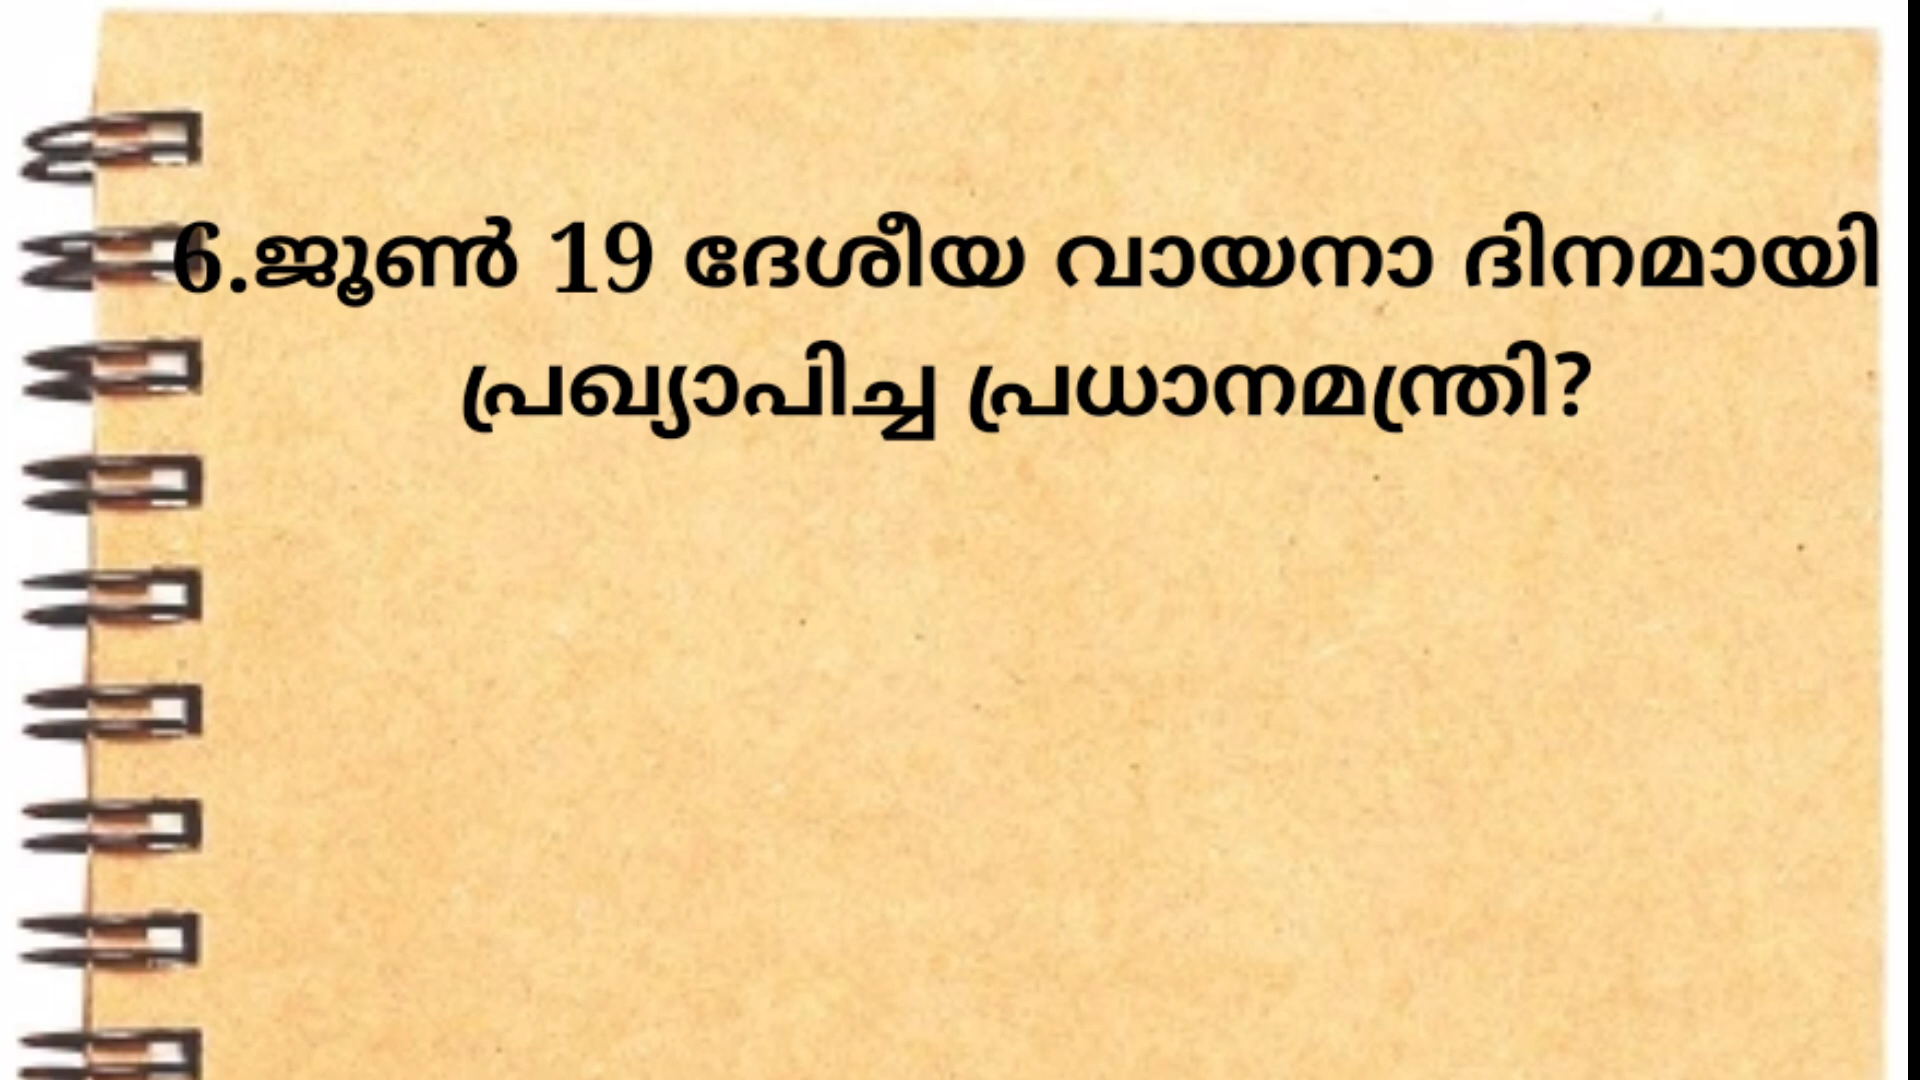 6.ജൂൺ 19 ദേശീയ വായനാ ദിനമായി
പ്രഖ്യാപിച്ച പ്രധാനമന്ത്രി?